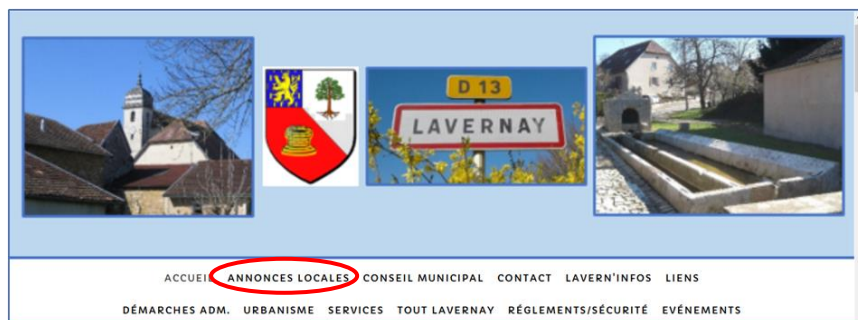 D 13
LAVERNAY
ACCUEIL ANNONCES LOCALES CONSEIL MUNICIPAL CONTACT LAVERN'INFOS LIENS
DÉMARCHES ADM. URBANISME SERVICES TOUT LAVERNAY RÉGLEMENTS/SÉCURITÉ EVÉNEMENTS